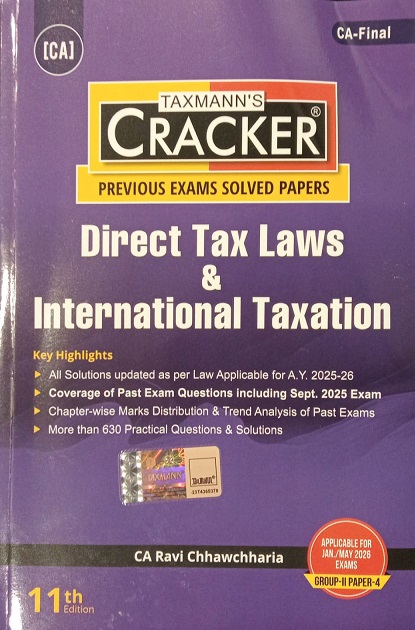 CA-Final
[CA]
TAXMANN'S
CRACKER®
PREVIOUS EXAMS SOLVED PAPERS
Direct Tax Laws
&
International Taxation
Key Highlights
All Solutions updated as per Law Applicable for A.Y. 2025-26
Coverage of Past Exam Questions including Sept. 2025 Exam
Chapter-wise Marks Distribution & Trend Analysis of Past Exams
More than 630 Practical Questions & Solutions
TAXMANN
CA Ravi Chhawchharia
APPLICABLE FOR
JAN./MAY 2026
EXAMS
GROUP-II PAPER-4
11th
Edition